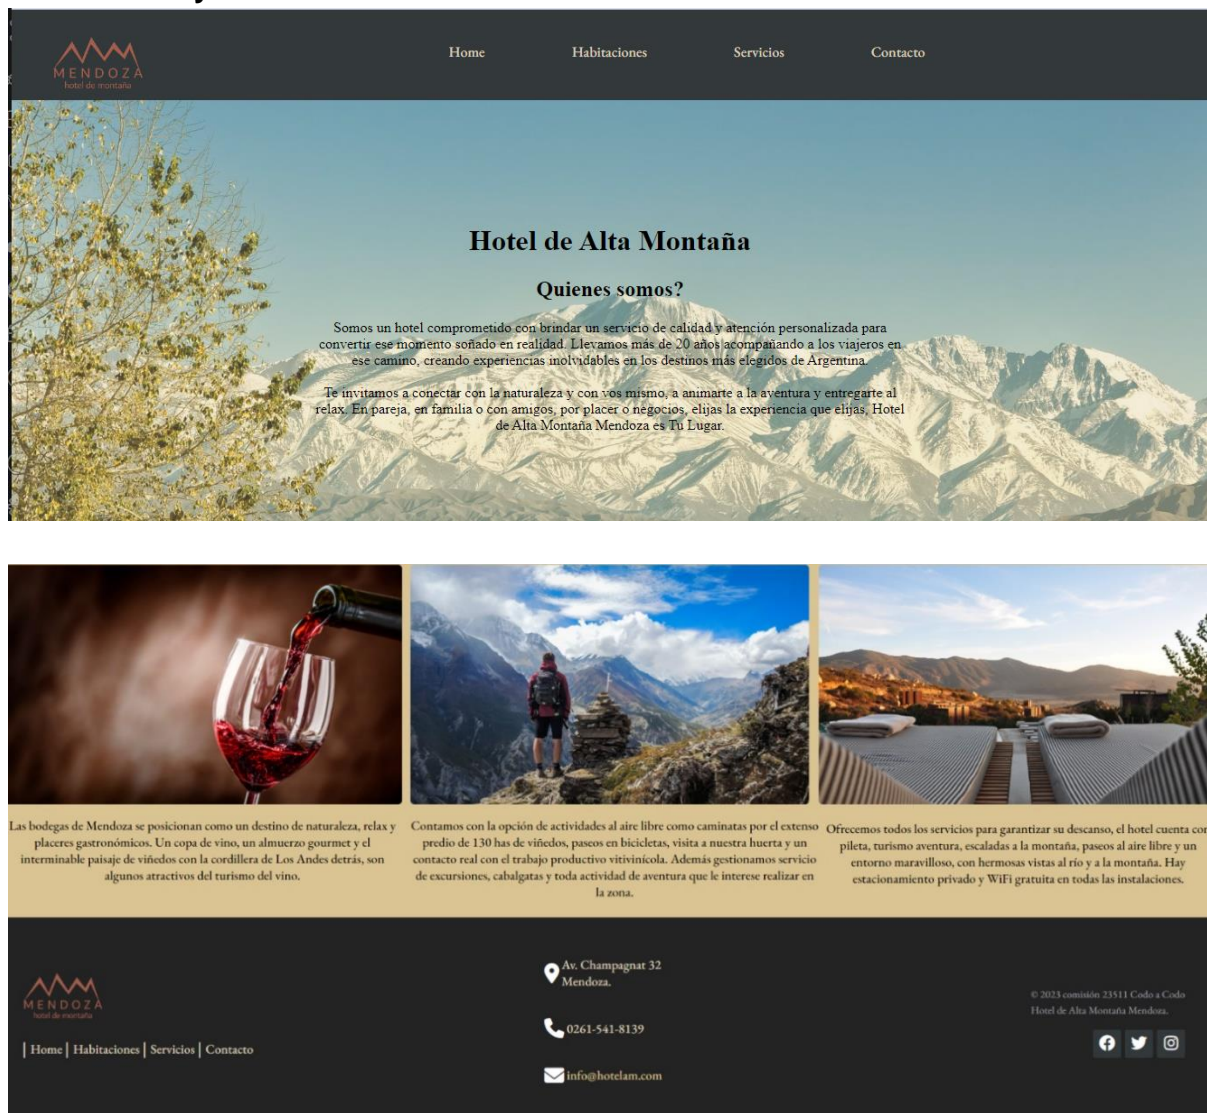 MENDOZA
hotel de montaña
Home Habitaciones Servicios Contacto
Hotel de Alta Montaña
Quienes somos?
Somos un hotel comprometido con brindar un servicio de calidad y atención personalizada para
convertir ese momento soñado en realidad. Llevamos más de 20 años acompañando a los viajeros en
ese camino, creando experiencias inolvidables en los destinos más elegidos de Argentina.
Te invitamos a conectar con la naturaleza y con vos mismo, a animarte a la aventura y entregarte al
relax. En pareja, en familia o con amigos, por placer o negocios, elijas la experiencia que elijas, Hotel
de Alta Montaña Mendoza es Tu Lugar.
Las bodegas de Mendoza se posicionan como un destino de naturaleza, relax y
placeres gastronómicos. Un copa de vino, un almuerzo gourmet y el
interminable paisaje de viñedos con la cordillera de Los Andes detrás, son
algunos atractivos del turismo del vino.
Contamos con la opción de actividades al aire libre como caminatas por el extenso
predio de 130 has de viñedos, paseos en bicicletas, visita a nuestra huerta y un
contacto real con el trabajo productivo vitivinícola. Además gestionamos servicio
de excursiones, cabalgatas y toda actividad de aventura que le interese realizar en
la zona.
Ofrecemos todos los servicios para garantizar su descanso, el hotel cuenta con
pileta, turismo aventura, escaladas a la montaña, paseos al aire libre y un
entorno maravilloso, con hermosas vistas al río y a la montaña. Hay
estacionamiento privado y WiFi gratuita en todas las instalaciones.
MENDOZA
hotel de montaña
| Home | Habitaciones | Servicios | Contacto
Av. Champagnat 32
Mendoza.
0261-541-8139
info@hotelam.com
© 2023 comisión 23511 Codo a Codo
Hotel de Alta Montaña Mendoza.